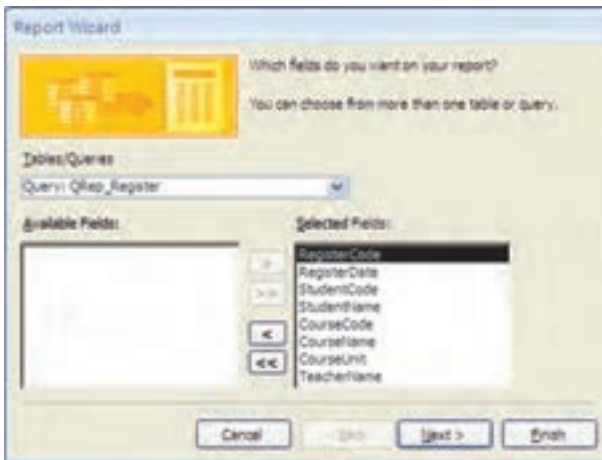 Report Wizard
Which fields do you want on your report?
You can choose from more than one table or query.
Tables/Queries
Query: QRep_Register
Available Fields:
Selected Fields:
>
>>
<
<<
RegisterCode
RegisterDate
StudentCode
StudentName
CourseCode
CourseName
CourseUnit
TeacherName
Cancel
Next >
Finish